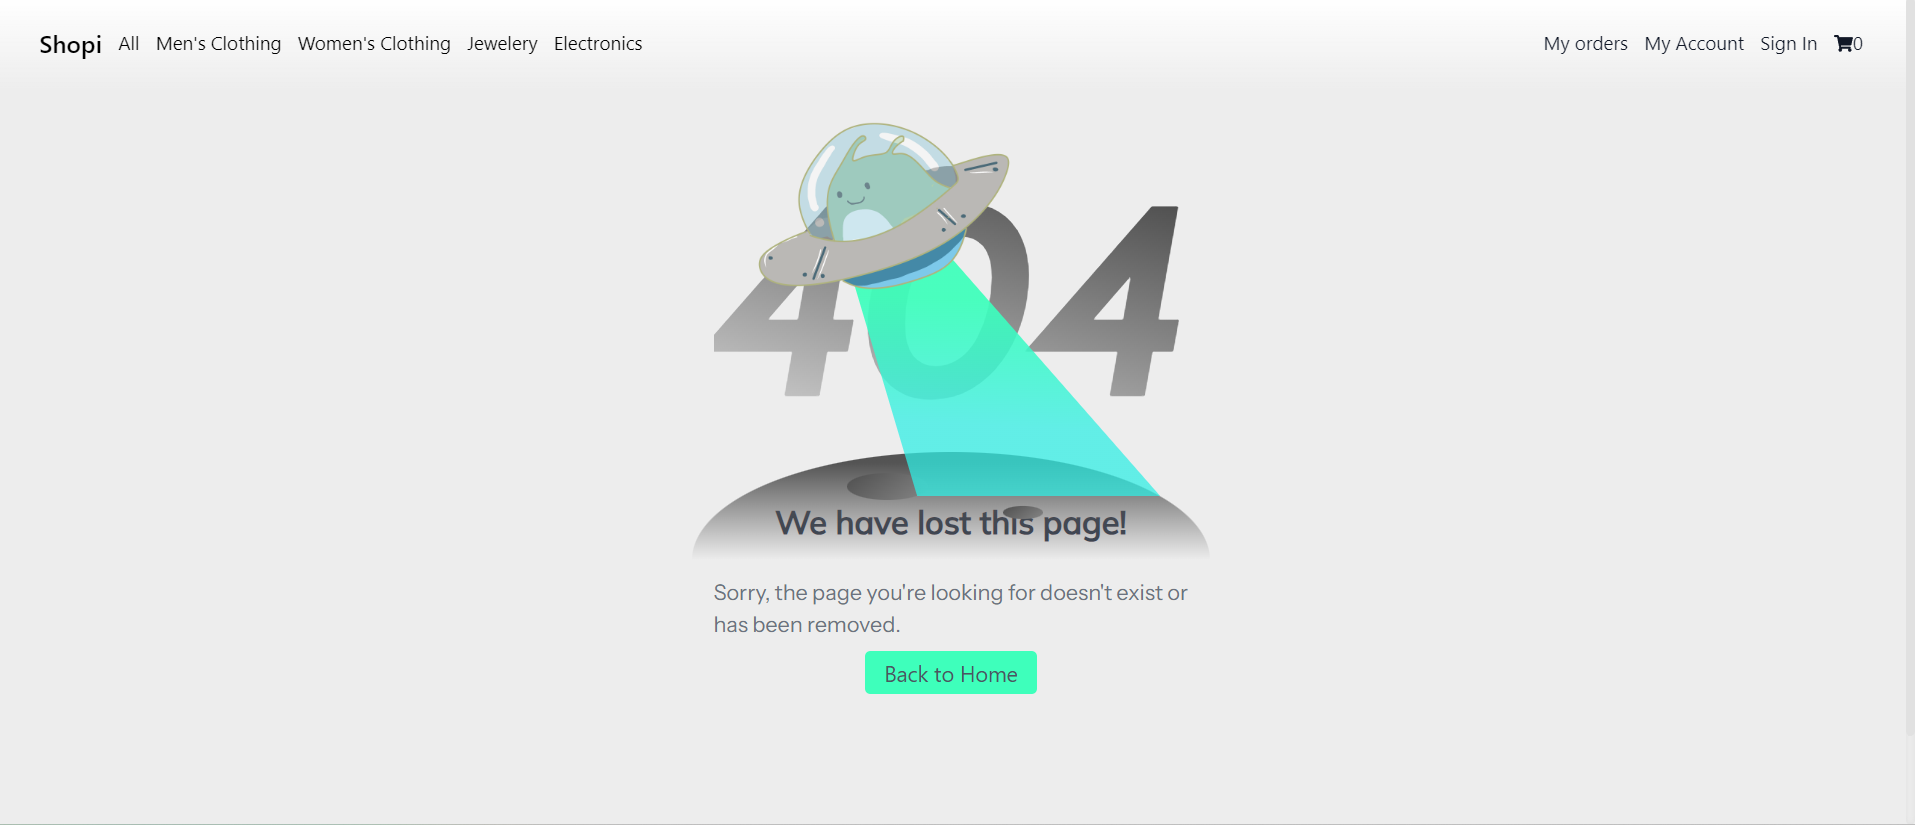 Shopi All Men's Clothing Women's Clothing Jewelery Electronics My orders My Account Sign In 0
404
We have lost this page!
Sorry, the page you're looking for doesn't exist or
has been removed.
Back to Home